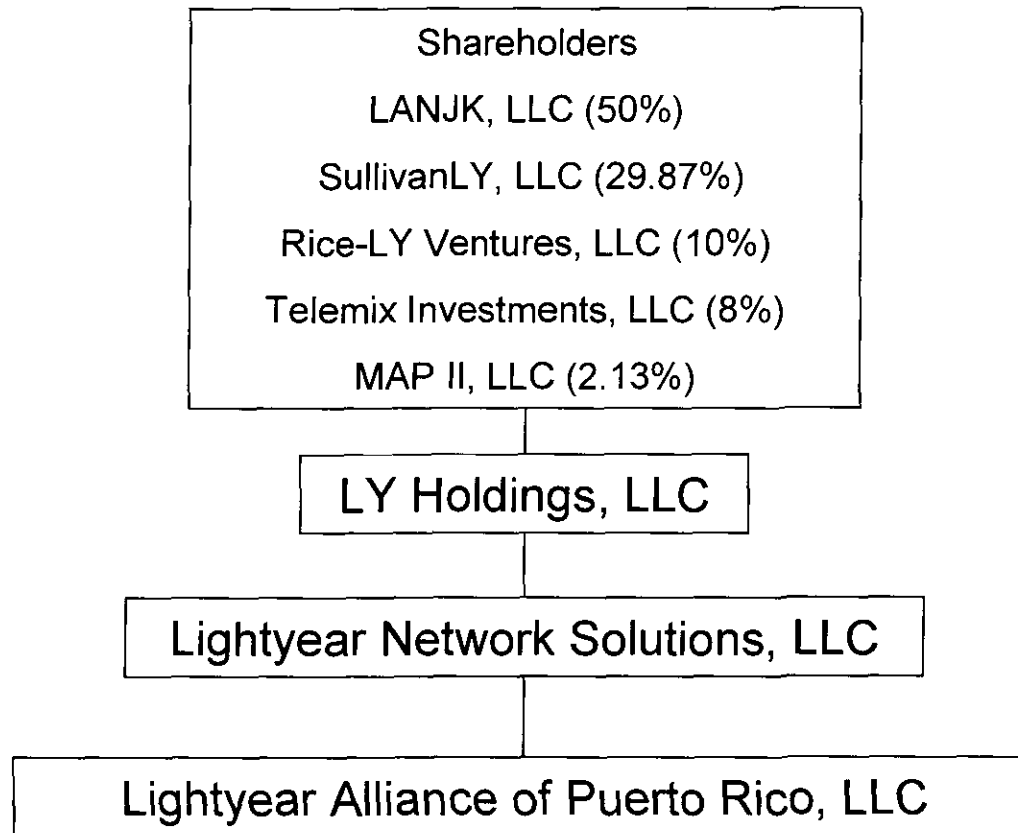 Shareholders
LANJK, LLC (50%)
SullivanLY, LLC (29.87%)
Rice-LY Ventures, LLC (10%)
Telemix Investments, LLC (8%)
MAP II, LLC (2.13%)
LY Holdings, LLC
Lightyear Network Solutions, LLC
Lightyear Alliance of Puerto Rico, LLC